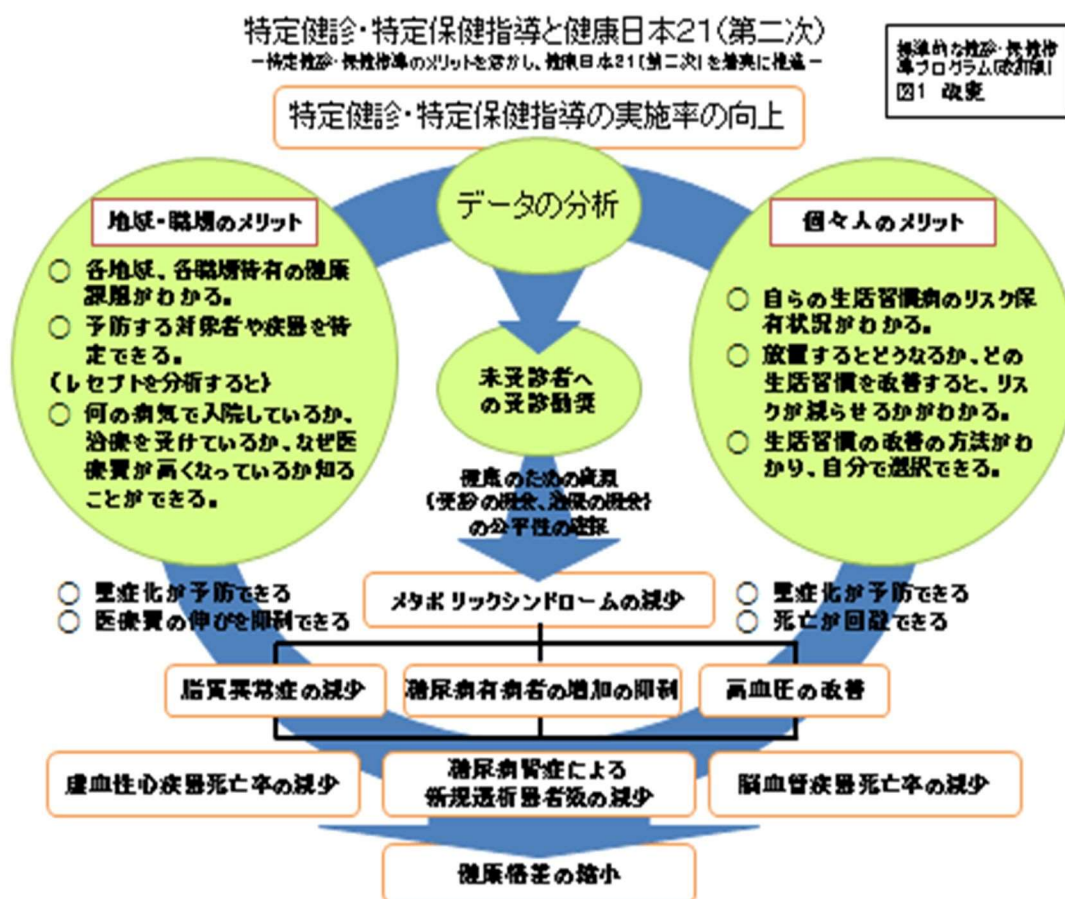 特定健診・特定保健指導と健康日本21(第二次)
－特定健診・保健指導のメリットを活かし、健康日本21(第二次)を着実に推進－
標準的な健診・保健指
導プログラム(改訂版)
図1 改変
特定健診・特定保健指導の実施率の向上
データの分析
地域・職場のメリット
○ 各地域、各職場特有の健康
課題がわかる。
○ 予防する対象者や疾患を特
定できる。
(レセプトを分析すると)
○ 何の病気で入院しているか、
治療を受けているか、なぜ医
療費が高くなっているか知る
ことができる。
個々人のメリット
○ 自らの生活習慣病のリスク保
有状況がわかる。
○ 放置するとどうなるか、どの
生活習慣を改善すると、リス
クが減らせるかがわかる。
○ 生活習慣の改善の方法がわ
かり、自分で選択できる。
未受診者へ
の受診勧奨
健康のための資源
(受診の機会、治療の機会)
の公平性の確保
○ 重症化が予防できる
○ 医療費の伸びを抑制できる
メタボリックシンドロームの減少
○ 重症化が予防できる
○ 死亡が回避できる
脂質異常症の減少
糖尿病有病者の増加の抑制
高血圧の改善
虚血性心疾患死亡率の減少
糖尿病腎症による
新規透析患者数の減少
脳血管疾患死亡率の減少
健康格差の縮小